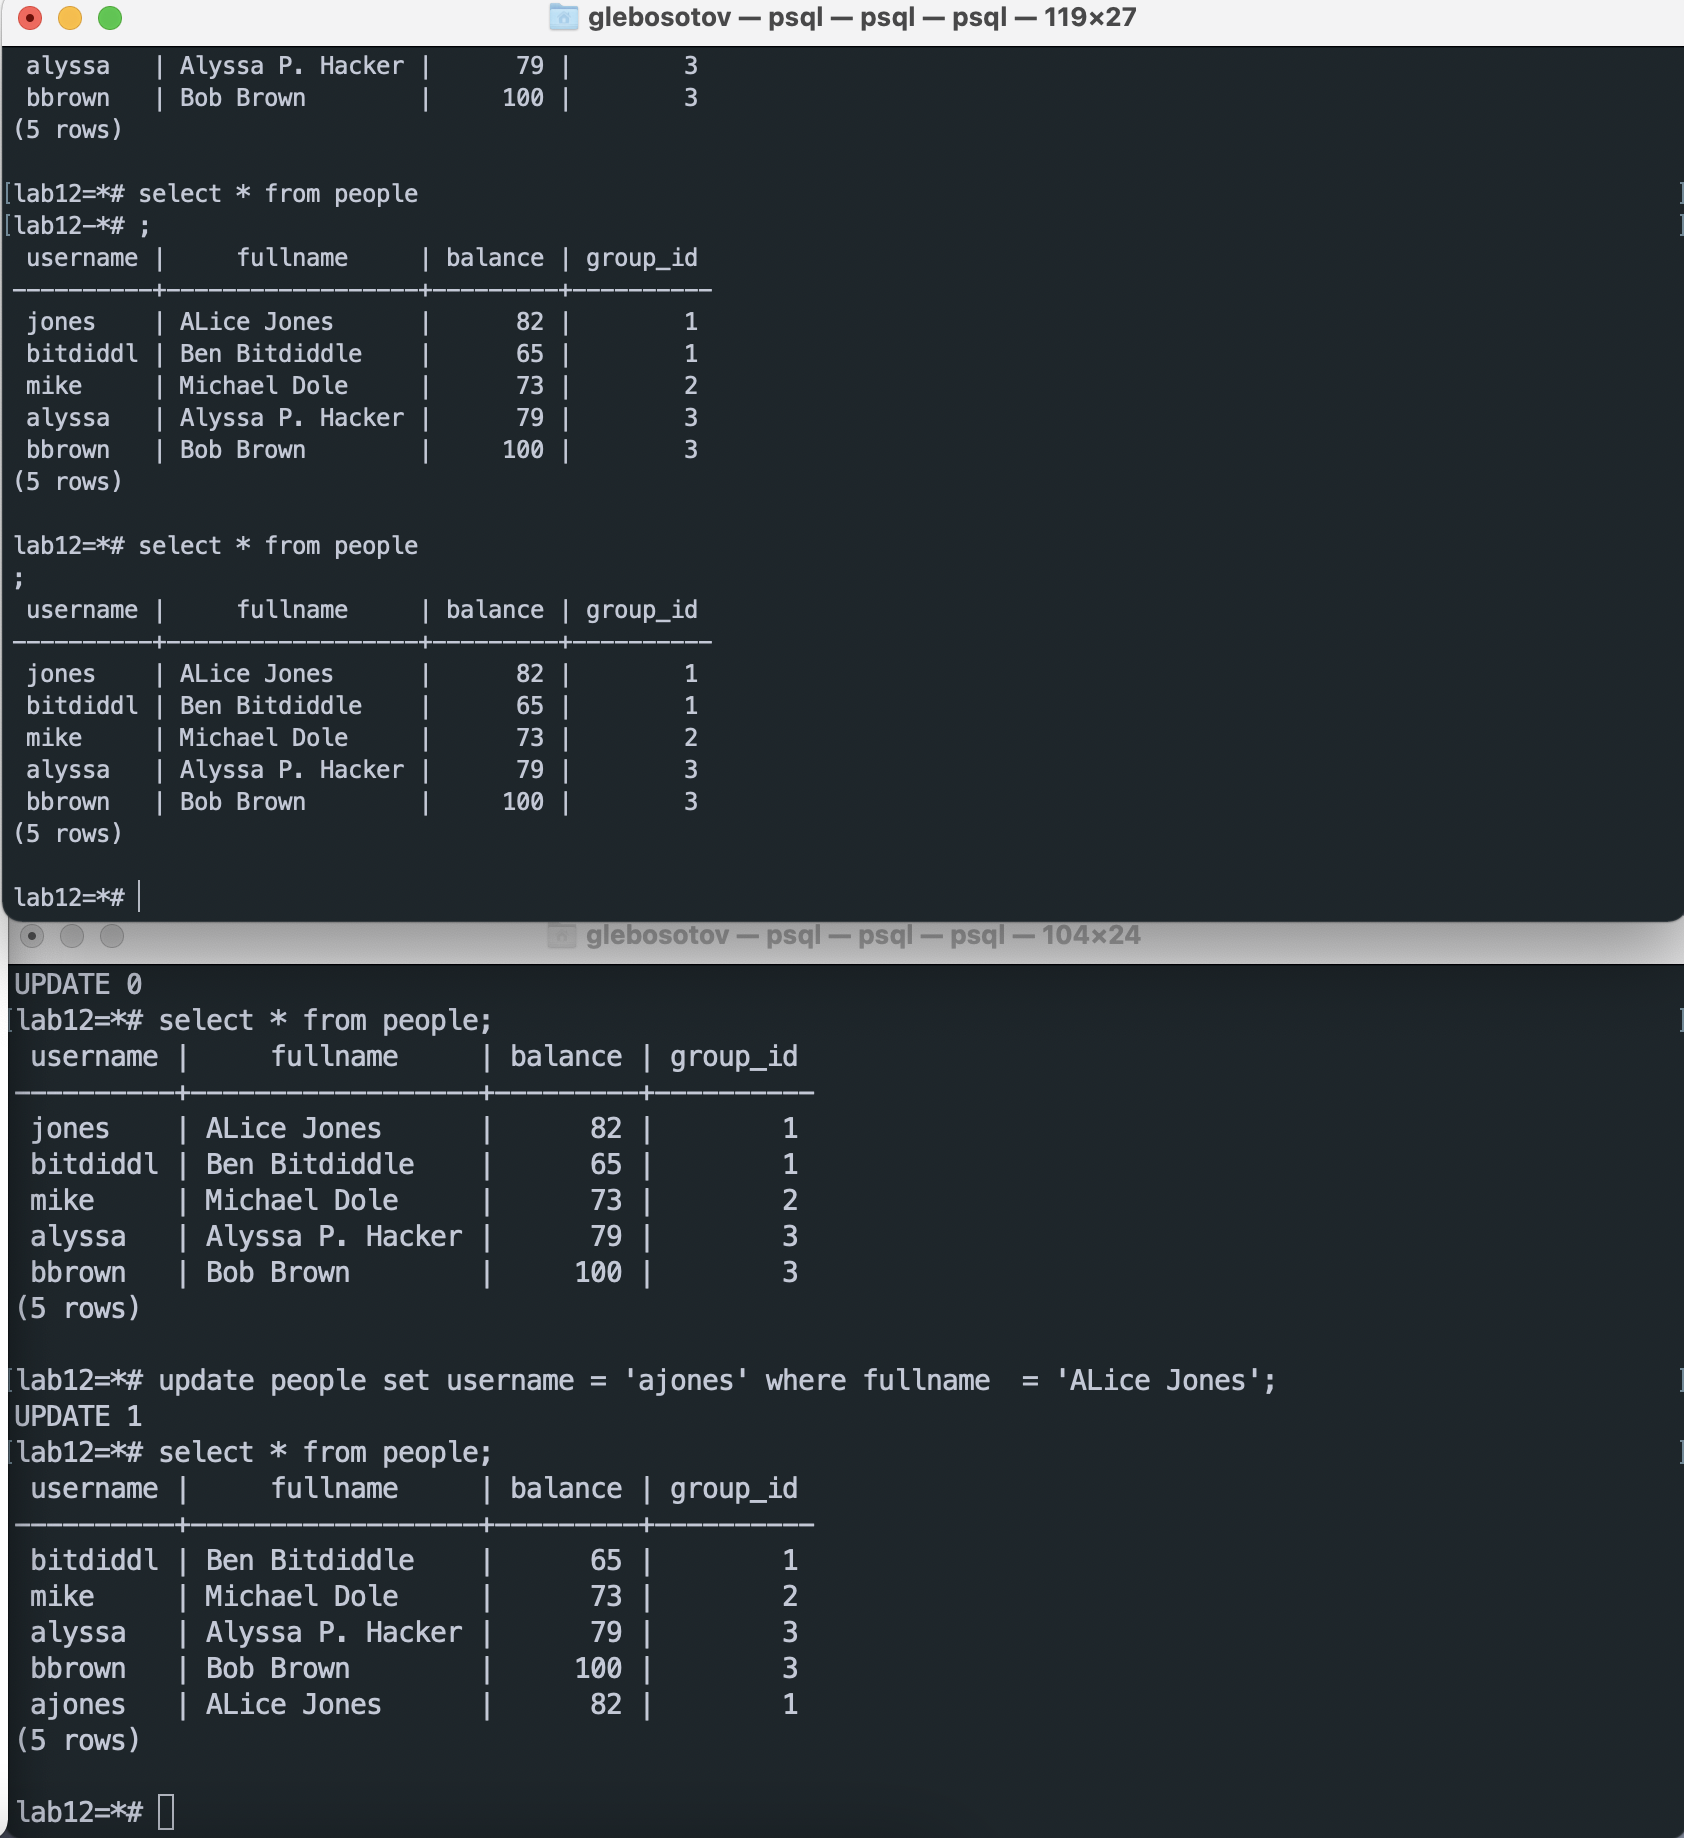 glebosotov — psql — psql — psql — 119×27
 alyssa   | Alyssa P. Hacker |      79 |        3
 bbrown   | Bob Brown        |     100 |        3
(5 rows)
[lab12=*# select * from people ]
[lab12-*# ; ]
 username |     fullname     | balance | group_id
----------+------------------+---------+----------
 jones    | ALice Jones      |      82 |        1
 bitdiddl | Ben Bitdiddle    |      65 |        1
 mike     | Michael Dole     |      73 |        2
 alyssa   | Alyssa P. Hacker |      79 |        3
 bbrown   | Bob Brown        |     100 |        3
(5 rows)
lab12=*# select * from people
;
 username |     fullname     | balance | group_id
----------+------------------+---------+----------
 jones    | ALice Jones      |      82 |        1
 bitdiddl | Ben Bitdiddle    |      65 |        1
 mike     | Michael Dole     |      73 |        2
 alyssa   | Alyssa P. Hacker |      79 |        3
 bbrown   | Bob Brown        |     100 |        3
(5 rows)
lab12=*#
glebosotov — psql — psql — psql — 104×24
UPDATE 0
[lab12=*# select * from people; ]
 username |     fullname     | balance | group_id
----------+------------------+---------+----------
 jones    | ALice Jones      |      82 |        1
 bitdiddl | Ben Bitdiddle    |      65 |        1
 mike     | Michael Dole     |      73 |        2
 alyssa   | Alyssa P. Hacker |      79 |        3
 bbrown   | Bob Brown        |     100 |        3
(5 rows)
[lab12=*# update people set username = 'ajones' where fullname  = 'ALice Jones'; ]
UPDATE 1
[lab12=*# select * from people; ]
 username |     fullname     | balance | group_id
----------+------------------+---------+----------
 bitdiddl | Ben Bitdiddle    |      65 |        1
 mike     | Michael Dole     |      73 |        2
 alyssa   | Alyssa P. Hacker |      79 |        3
 bbrown   | Bob Brown        |     100 |        3
 ajones   | ALice Jones      |      82 |        1
(5 rows)
lab12=*#